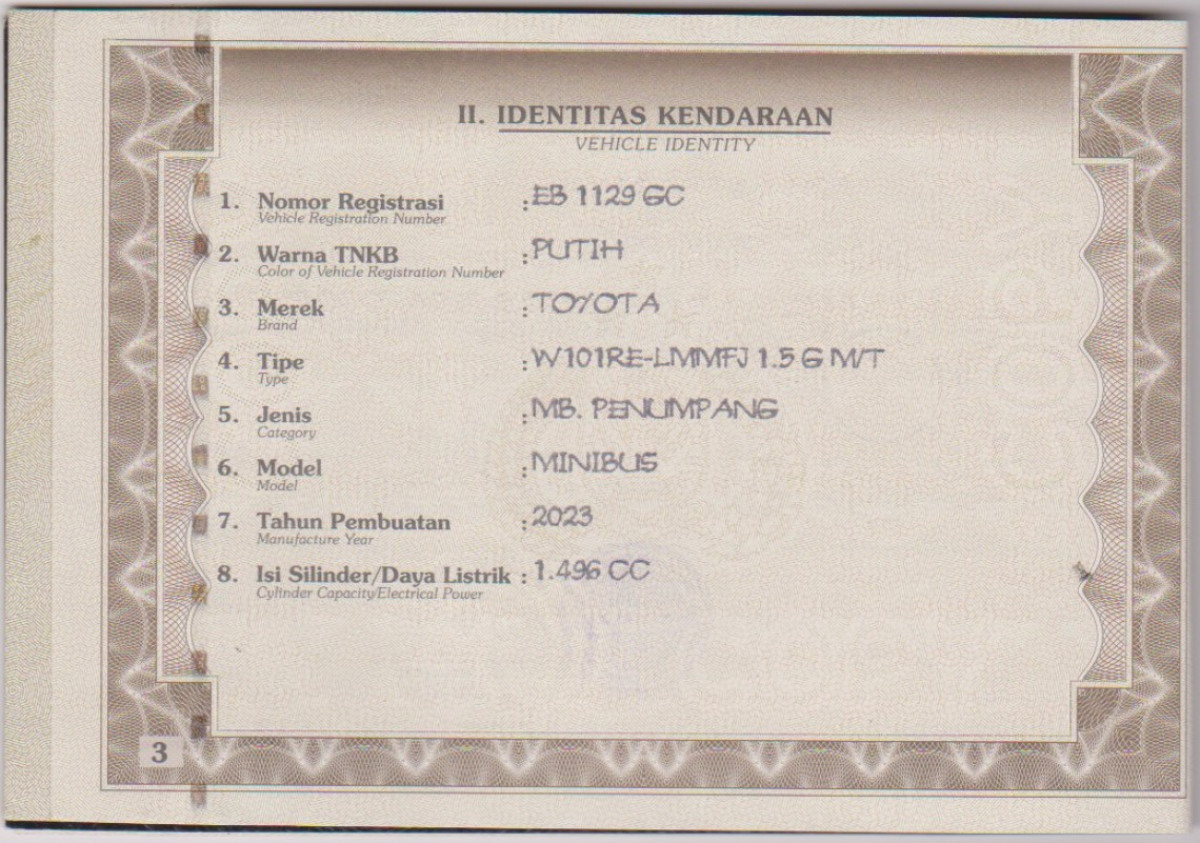 II. IDENTITAS KENDARAAN
VEHICLE IDENTITY
1. Nomor Registrasi : EB 1129 GC
Vehicle Registration Number
2. Warna TNKB : PUTIH
Color of Vehicle Registration Number
3. Merek : TOYOTA
Brand
4. Tipe : W101RE-LMMFJ 1.5 G M/T
Type
5. Jenis : MB. PENUMPANG
Category
6. Model : MINIBUS
Model
7. Tahun Pembuatan : 2023
Manufacture Year
8. Isi Silinder/Daya Listrik : 1.496 CC
Cylinder Capacity/Electrical Power
3